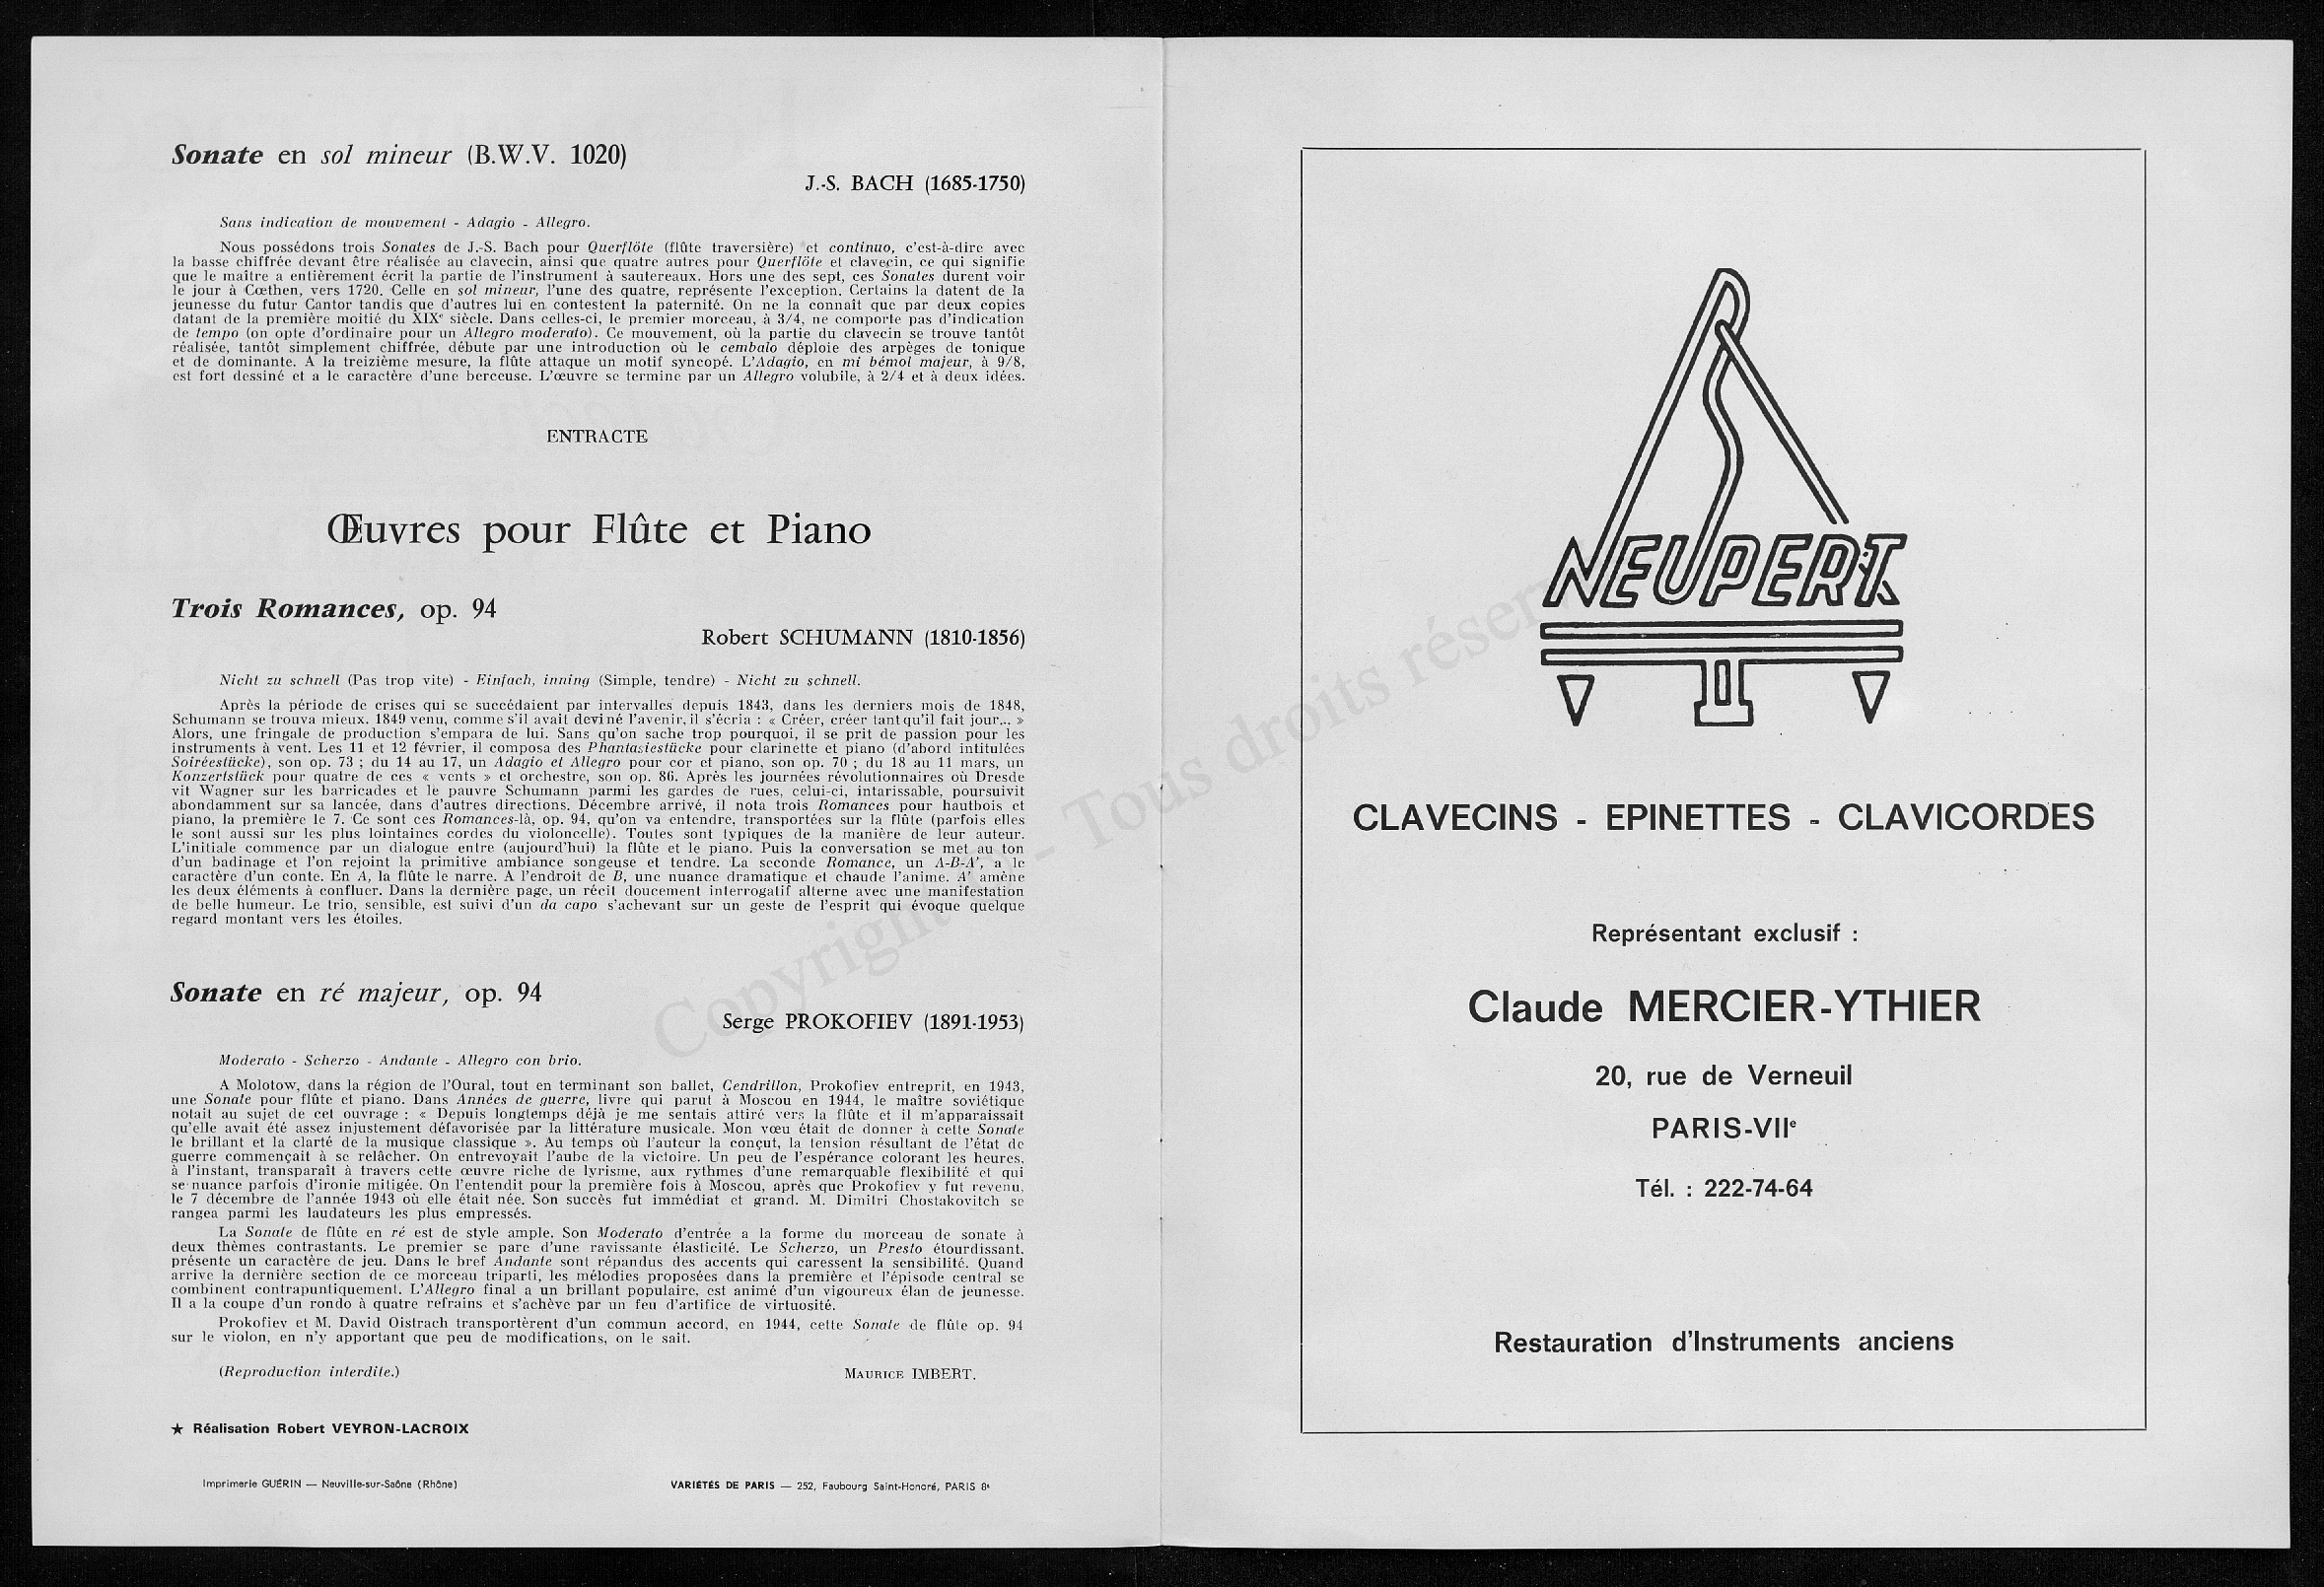 Sonate en sol mineur (B.W.V. 1020)
J.-S. BACH (1685-1750)
Sans indication de mouvement - Adagio - Allegro.
Nous possédons trois Sonates de J.-S. Bach pour Querflöte (flûte traversière) et continuo, c'est-à-dire avec
la basse chiffrée devant être réalisée au clavecin, ainsi que quatre autres pour Querflöte et clavecin, ce qui signifie
que le maître a entièrement écrit la partie de l'instrument à sautereaux. Hors une des sept, ces Sonates durent voir
le jour à Cœthen, vers 1720. Celle en sol mineur, l'une des quatre, représente l'exception. Certains la datent de la
jeunesse du futur Cantor tandis que d'autres lui en contestent la paternité. On ne la connaît que par deux copies
datant de la première moitié du XIXe siècle. Dans celles-ci, le premier morceau, à 3/4, ne comporte pas d'indication
de tempo (on opte d'ordinaire pour un Allegro moderato). Ce mouvement, où la partie du clavecin se trouve tantôt
réalisée, tantôt simplement chiffrée, débute par une introduction où le cembalo déploie des arpèges de tonique
et de dominante. A la treizième mesure, la flûte attaque un motif syncopé. L'Adagio, en mi bémol majeur, à 9/8,
est fort dessiné et a le caractère d'une berceuse. L'œuvre se termine par un Allegro volubile, à 2/4 et à deux idées.
ENTRACTE
Œuvres pour Flûte et Piano
Trois Romances, op. 94
Robert SCHUMANN (1810-1856)
Nicht zu schnell (Pas trop vite) - Einfach, inning (Simple, tendre) - Nicht zu schnell.
Après la période de crises qui se succédaient par intervalles depuis 1843, dans les derniers mois de 1848,
Schumann se trouva mieux. 1849 venu, comme s'il avait deviné l'avenir, il s'écria : « Créer, créer tant qu'il fait jour... »
Alors, une fringale de production s'empara de lui. Sans qu'on sache trop pourquoi, il se prit de passion pour les
instruments à vent. Les 11 et 12 février, il composa des Phantasiestücke pour clarinette et piano (d'abord intitulées
Soiréestücke), son op. 73 ; du 14 au 17, un Adagio et Allegro pour cor et piano, son op. 70 ; du 18 au 11 mars, un
Konzertstück pour quatre de ces « vents » et orchestre, son op. 86. Après les journées révolutionnaires où Dresde
vit Wagner sur les barricades et le pauvre Schumann parmi les gardes de rues, celui-ci, intarissable, poursuivit
abondamment sur sa lancée, dans d'autres directions. Décembre arrivé, il nota trois Romances pour hautbois et
piano, la première le 7. Ce sont ces Romances-là, op. 94, qu'on va entendre, transportées sur la flûte (parfois elles
le sont aussi sur les plus lointaines cordes du violoncelle). Toutes sont typiques de la manière de leur auteur.
L'initiale commence par un dialogue entre (aujourd'hui) la flûte et le piano. Puis la conversation se met au ton
d'un badinage et l'on rejoint la primitive ambiance songeuse et tendre. La seconde Romance, un A-B-A', a le
caractère d'un conte. En A, la flûte le narre. A l'endroit de B, une nuance dramatique et chaude l'anime. A' amène
les deux éléments à confluer. Dans la dernière page, un récit doucement interrogatif alterne avec une manifestation
de belle humeur. Le trio, sensible, est suivi d'un da capo s'achevant sur un geste de l'esprit qui évoque quelque
regard montant vers les étoiles.
Sonate en ré majeur, op. 94
Serge PROKOFIEV (1891-1953)
Moderato - Scherzo - Andante - Allegro con brio.
A Molotow, dans la région de l'Oural, tout en terminant son ballet, Cendrillon, Prokofiev entreprit, en 1943,
une Sonate pour flûte et piano. Dans Années de guerre, livre qui parut à Moscou en 1944, le maître soviétique
notait au sujet de cet ouvrage : « Depuis longtemps déjà je me sentais attiré vers la flûte et il m'apparaissait
qu'elle avait été assez injustement défavorisée par la littérature musicale. Mon vœu était de donner à cette Sonate
le brillant et la clarté de la musique classique ». Au temps où l'auteur la conçut, la tension résultant de l'état de
guerre commençait à se relâcher. On entrevoyait l'aube de la victoire. Un peu de l'espérance colorant les heures,
à l'instant, transparaît à travers cette œuvre riche de lyrisme, aux rythmes d'une remarquable flexibilité et qui
se nuance parfois d'ironie mitigée. On l'entendit pour la première fois à Moscou, après que Prokofiev y fut revenu,
le 7 décembre de l'année 1943 où elle était née. Son succès fut immédiat et grand. M. Dimitri Chostakovitch se
rangea parmi les laudateurs les plus empressés.
La Sonate de flûte en ré est de style ample. Son Moderato d'entrée a la forme du morceau de sonate à
deux thèmes contrastants. Le premier se pare d'une ravissante élasticité. Le Scherzo, un Presto étourdissant,
présente un caractère de jeu. Dans le bref Andante sont répandus des accents qui caressent la sensibilité. Quand
arrive la dernière section de ce morceau triparti, les mélodies proposées dans la première et l'épisode central se
combinent contrapuntiquement. L'Allegro final a un brillant populaire, est animé d'un vigoureux élan de jeunesse.
Il a la coupe d'un rondo à quatre refrains et s'achève par un feu d'artifice de virtuosité.
Prokofiev et M. David Oistrach transportèrent d'un commun accord, en 1944, cette Sonate de flûte op. 94
sur le violon, en n'y apportant que peu de modifications, on le sait.
(Reproduction interdite.)
MAURICE IMBERT.
★ Réalisation Robert VEYRON-LACROIX
Imprimerie GUÉRIN — Neuville-sur-Saône (Rhône)
VARIÉTÉS DE PARIS — 252, Faubourg Saint-Honoré, PARIS 8e
NEUPERT
CLAVECINS - EPINETTES - CLAVICORDES
Représentant exclusif :
Claude MERCIER-YTHIER
20, rue de Verneuil
PARIS-VIIe
Tél. : 222-74-64
Restauration d'Instruments anciens
Copyright © - Tous droits réservés